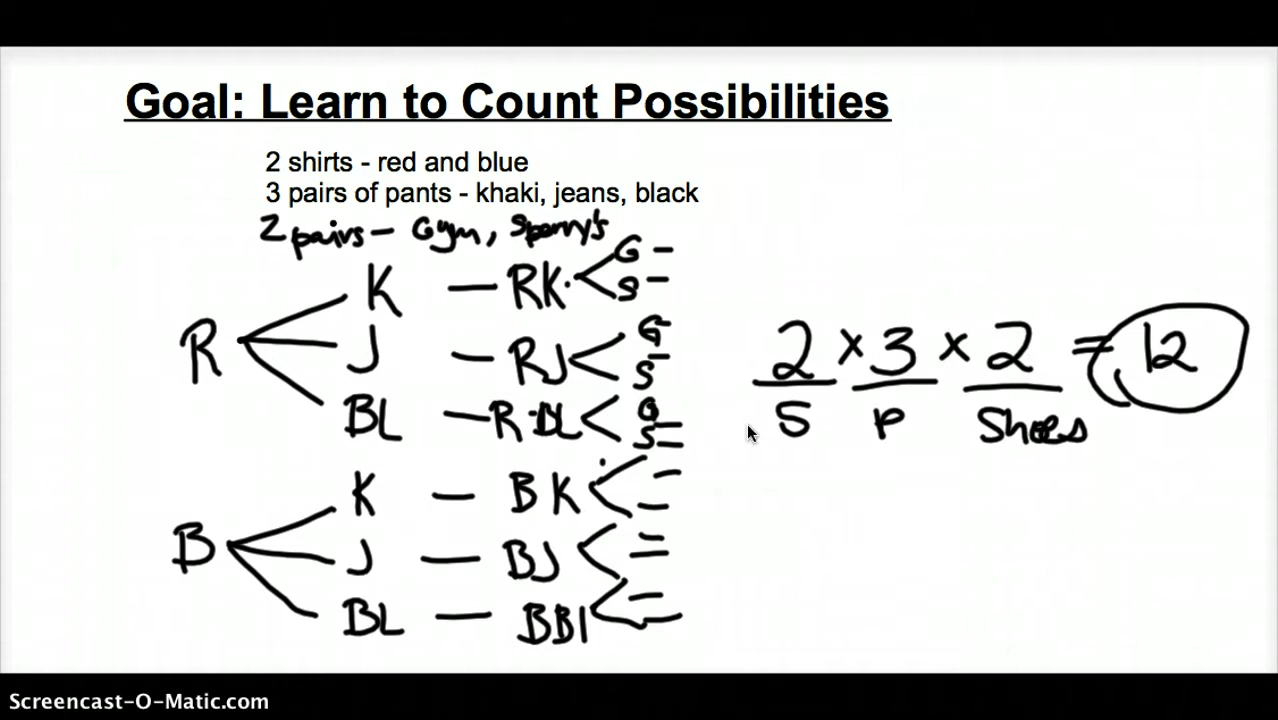 Goal: Learn to Count Possibilities
2 shirts - red and blue
3 pairs of pants - khaki, jeans, black
2 pairs - Gym, Sperry's
R
K - RK. G -
S -
J - RJ G
S -
BL - R-BL G
S =
B
K - BK
J - BJ
BL - BBl
2 x 3 x 2 = 12
S P Shoes
Screencast-O-Matic.com